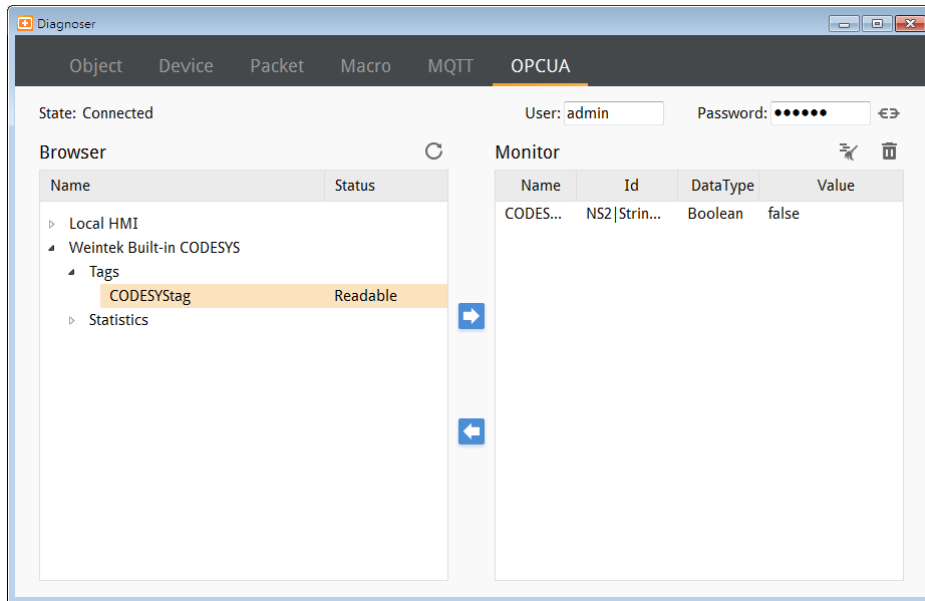 Diagnoser
Object Device Packet Macro MQTT OPCUA
State: Connected User: admin Password: ●●●●●●
Browser Monitor
Name Status Name Id DataType Value
CODES... NS2|Strin... Boolean false
Local HMI
Weintek Built-in CODESYS
Tags
CODESYStag Readable
Statistics